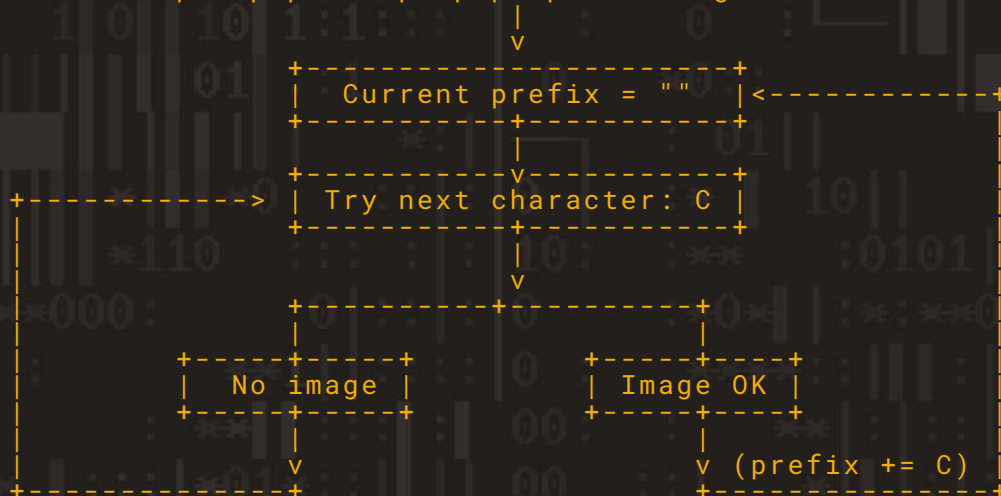 Current prefix = ""
Try next character: C
No image
Image OK
(prefix += C)